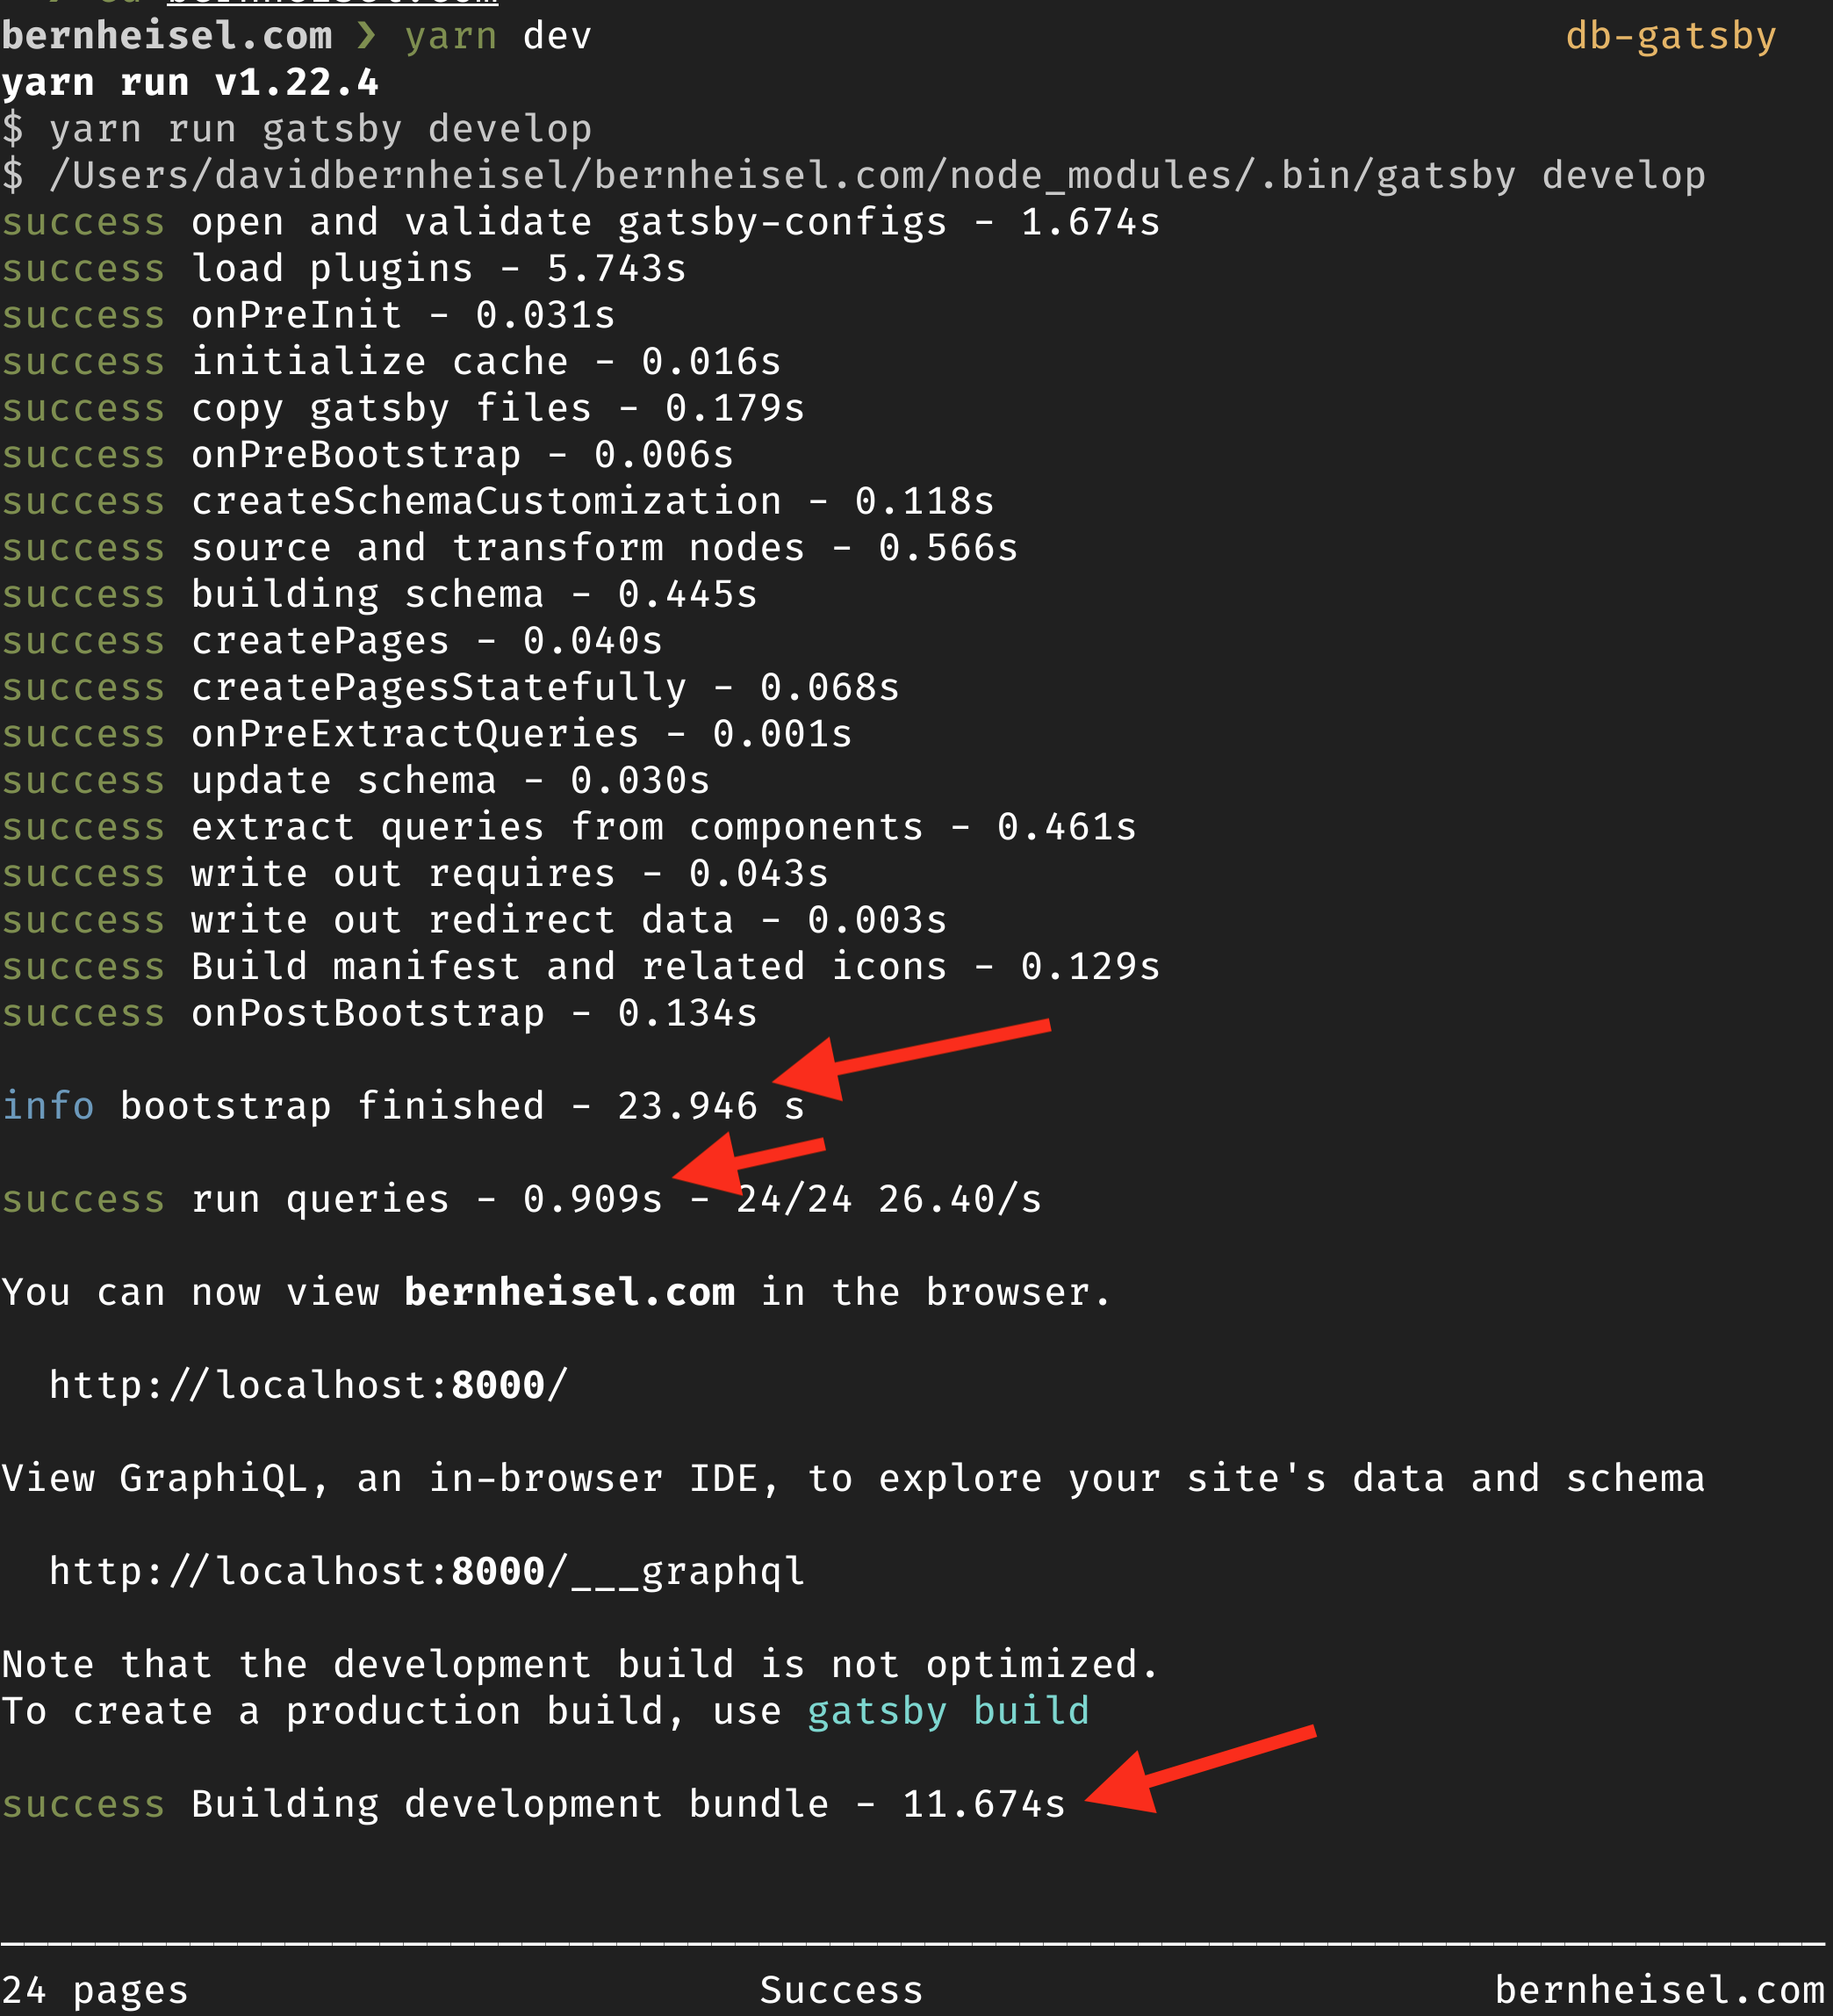 bernheisel.com ❯ yarn dev db-gatsby
yarn run v1.22.4
$ yarn run gatsby develop
$ /Users/davidbernheisel/bernheisel.com/node_modules/.bin/gatsby develop
success open and validate gatsby-configs - 1.674s
success load plugins - 5.743s
success onPreInit - 0.031s
success initialize cache - 0.016s
success copy gatsby files - 0.179s
success onPreBootstrap - 0.006s
success createSchemaCustomization - 0.118s
success source and transform nodes - 0.566s
success building schema - 0.445s
success createPages - 0.040s
success createPagesStatefully - 0.068s
success onPreExtractQueries - 0.001s
success update schema - 0.030s
success extract queries from components - 0.461s
success write out requires - 0.043s
success write out redirect data - 0.003s
success Build manifest and related icons - 0.129s
success onPostBootstrap - 0.134s
info bootstrap finished - 23.946 s
success run queries - 0.909s - 24/24 26.40/s
You can now view bernheisel.com in the browser.
http://localhost:8000/
View GraphiQL, an in-browser IDE, to explore your site's data and schema
http://localhost:8000/___graphql
Note that the development build is not optimized.
To create a production build, use gatsby build
success Building development bundle - 11.674s
24 pages Success bernheisel.com